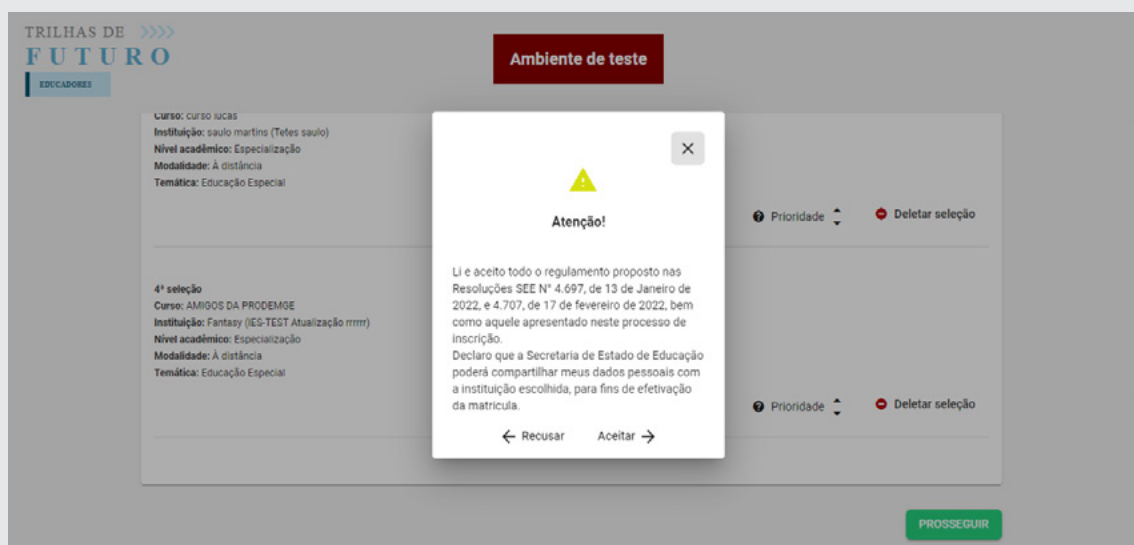 TRILHAS DE >>>>
FUTURO
EDUCADORES
Ambiente de teste
Curso: curso lucas
Instituição: saulo martins (Tetes saulo)
Nível acadêmico: Especialização
Modalidade: À distância
Temática: Educação Especial
Prioridade
Deletar seleção
4ª seleção
Curso: AMIGOS DA PRODEMGE
Instituição: Fantasy (IES-TEST Atualização rrrrrr)
Nível acadêmico: Especialização
Modalidade: À distância
Temática: Educação Especial
Prioridade
Deletar seleção
Atenção!
Li e aceito todo o regulamento proposto nas
Resoluções SEE N° 4.697, de 13 de Janeiro de
2022, e 4.707, de 17 de fevereiro de 2022, bem
como aquele apresentado neste processo de
inscrição.
Declaro que a Secretaria de Estado de Educação
poderá compartilhar meus dados pessoais com
a instituição escolhida, para fins de efetivação
da matricula.
← Recusar
Aceitar →
PROSSEGUIR